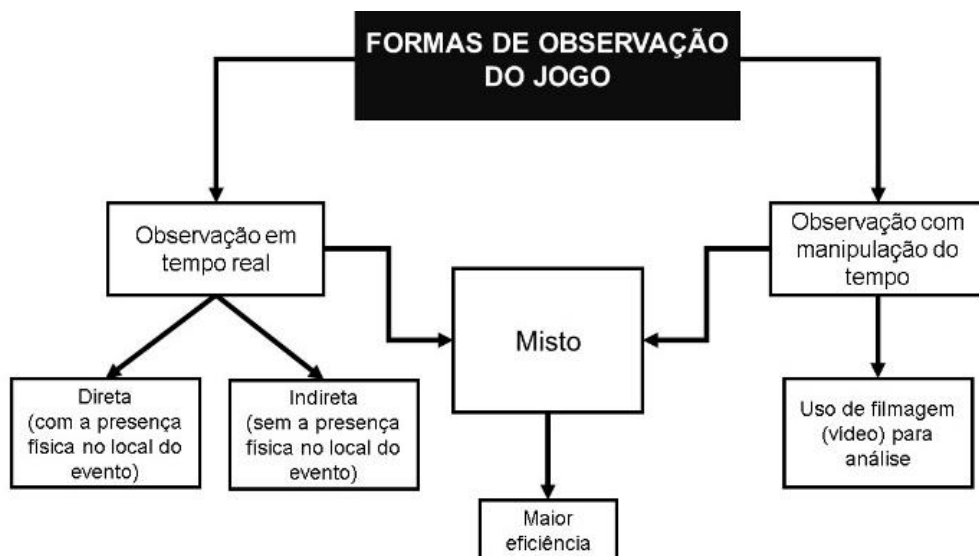 FORMAS DE OBSERVAÇÃO
DO JOGO
Observação em
tempo real
Observação com
manipulação do
tempo
Misto
Direta
(com a presença
física no local do
evento)
Indireta
(sem a presença
física no local do
evento)
Uso de filmagem
(vídeo) para
análise
Maior
eficiência